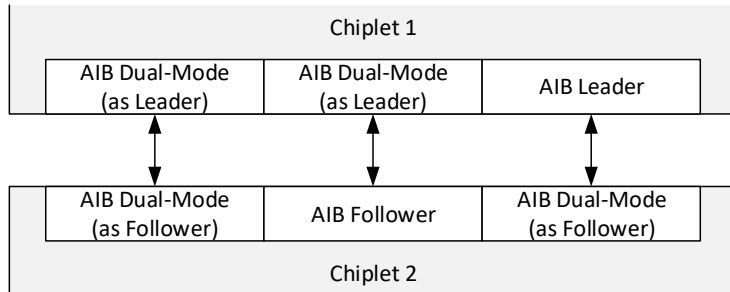 Chiplet 1
AIB Dual-Mode
(as Leader)
AIB Dual-Mode
(as Leader)
AIB Leader
AIB Dual-Mode
(as Follower)
AIB Follower
AIB Dual-Mode
(as Follower)
Chiplet 2